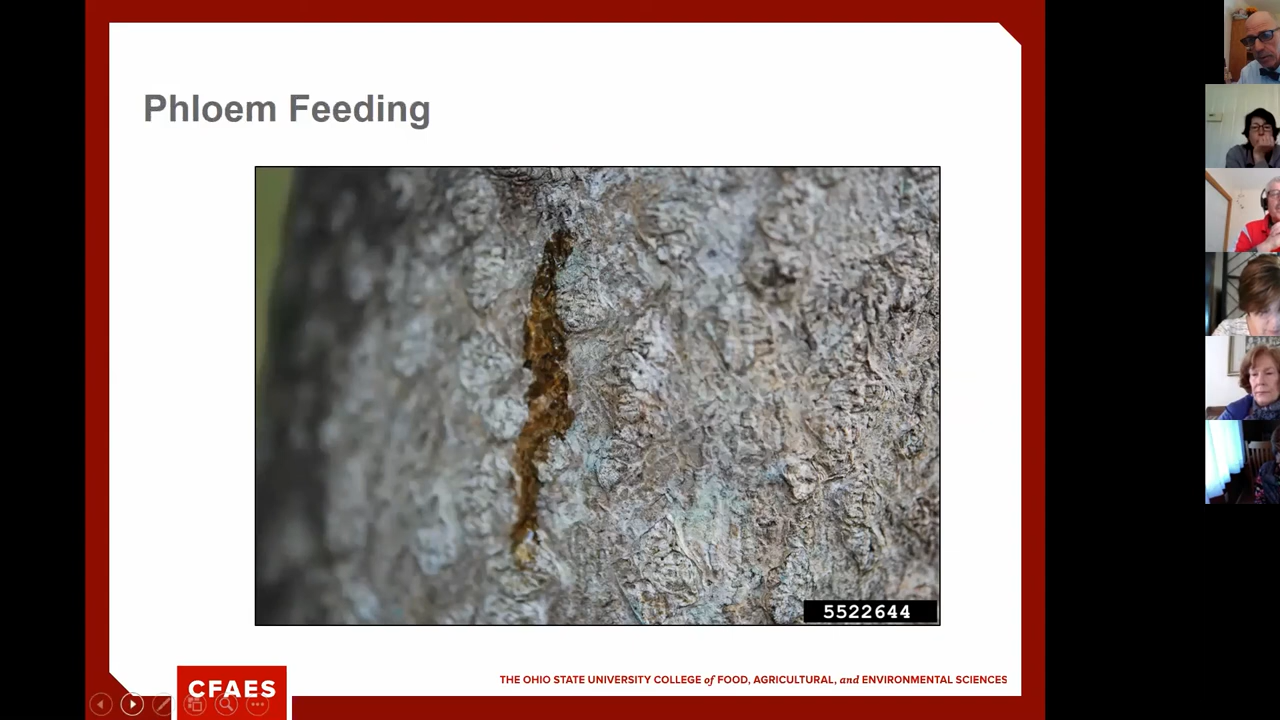 Phloem Feeding
5522644
CFAES
THE OHIO STATE UNIVERSITY COLLEGE of FOOD, AGRICULTURAL, and ENVIRONMENTAL SCIENCES